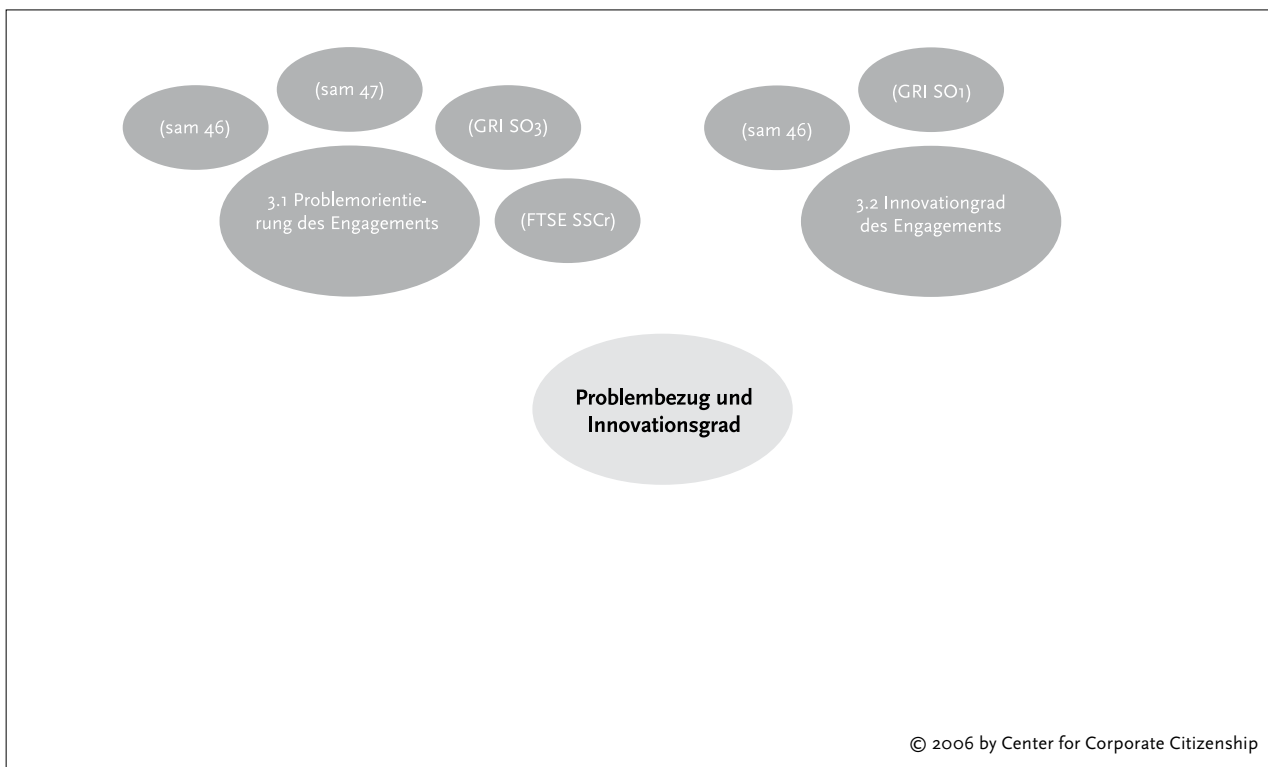 (sam 47)
(sam 46)
(GRI SO3)
3.1 Problemorientie-
rung des Engagements
(FTSE SSCr)
(GRI SO1)
(sam 46)
3.2 Innovationgrad
des Engagements
Problembezug und
Innovationsgrad
© 2006 by Center for Corporate Citizenship